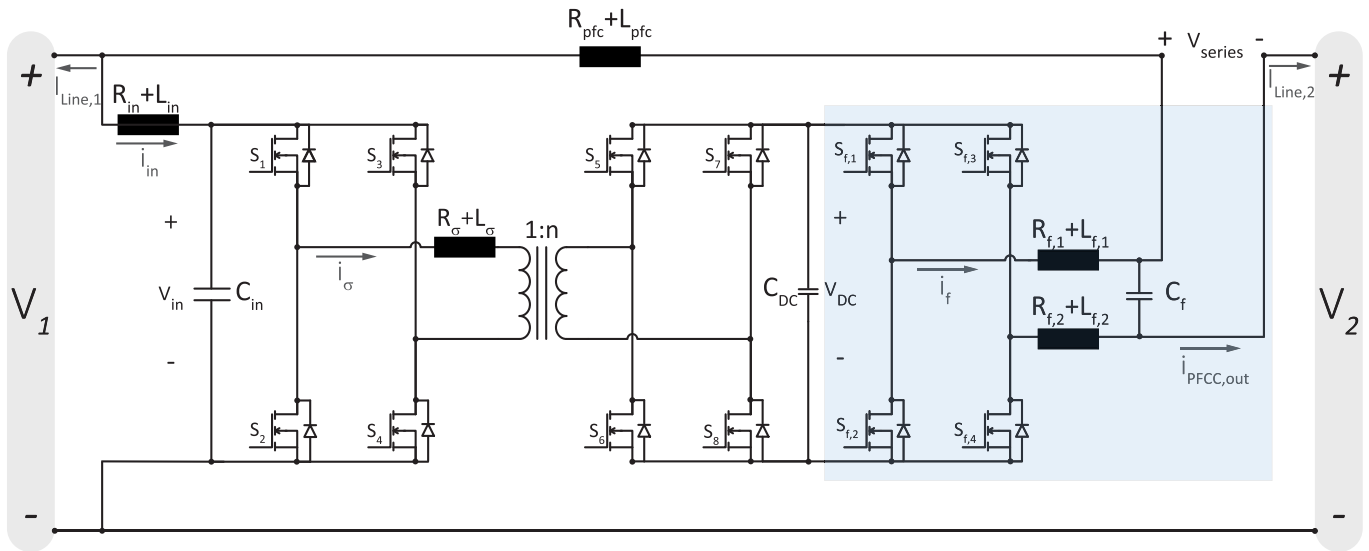 R_pfc+L_pfc
+ V_series -
+
I_Line,1
R_in+L_in
i_in
S_1
S_3
S_5
S_7
S_f,1
S_f,3
I_Line,2
+
+
V_in
-
C_in
R_σ+L_σ
i_σ
1:n
C_DC
+
V_DC
-
R_f,1+L_f,1
i_f
R_f,2+L_f,2
C_f
i_PFCC,out
V_1
V_2
S_2
S_4
S_6
S_8
S_f,2
S_f,4
-
-